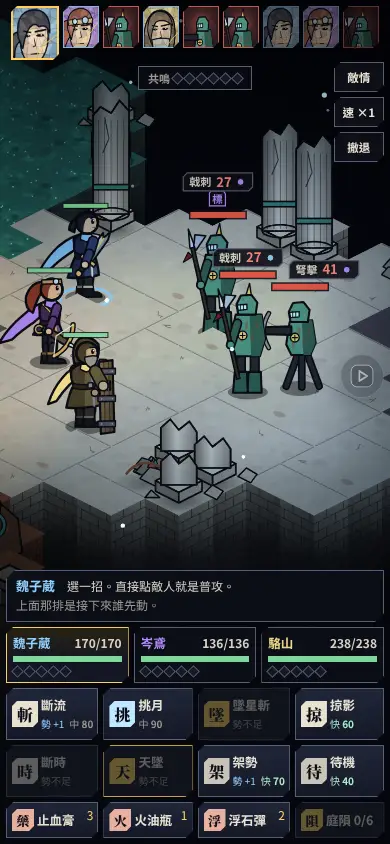 共鳴
敵情
速 ×1
撤退
戟刺 27
標
戟刺 27
弩擊 41
魏子葳 選一招。直接點敵人就是普攻。
上面那排是接下來誰先動。
魏子葳 170/170
岑鳶 136/136
駱山 238/238
斬 斷流
勢 +1 中 80
挑 挑月
中 90
墜 墜星斬
勢不足
掠 掠影
快 60
時 斷時
勢不足
天 天墜
勢不足
架 架勢
勢 +1 快 70
待 待機
快 40
藥 止血膏 3
火 火油瓶 1
浮 浮石彈 2
阻 庭隕 0/6